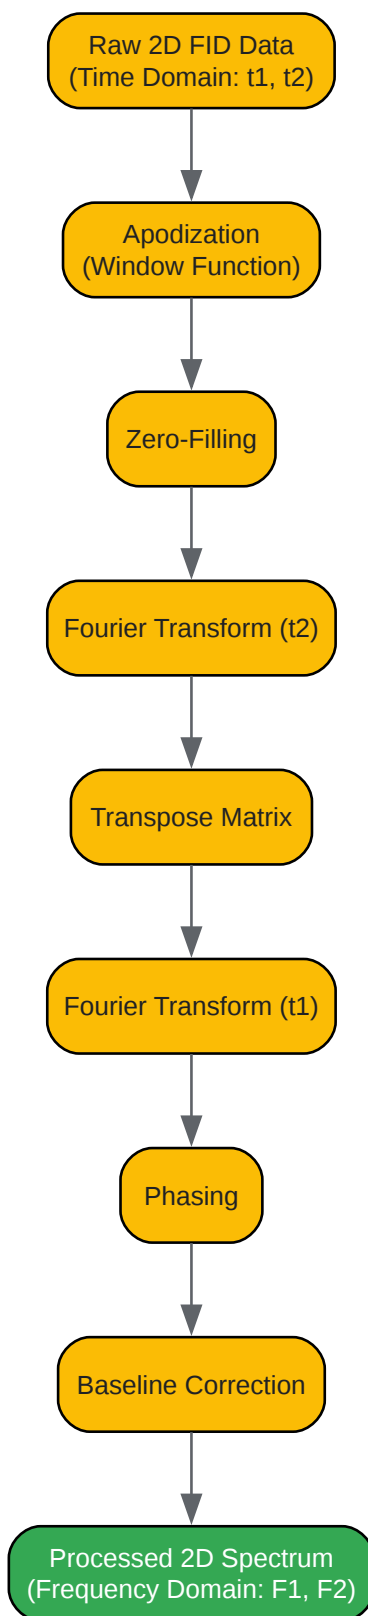 Raw 2D FID Data
(Time Domain: t1, t2)
Apodization
(Window Function)
Zero-Filling
Fourier Transform (t2)
Transpose Matrix
Fourier Transform (t1)
Phasing
Baseline Correction
Processed 2D Spectrum
(Frequency Domain: F1, F2)